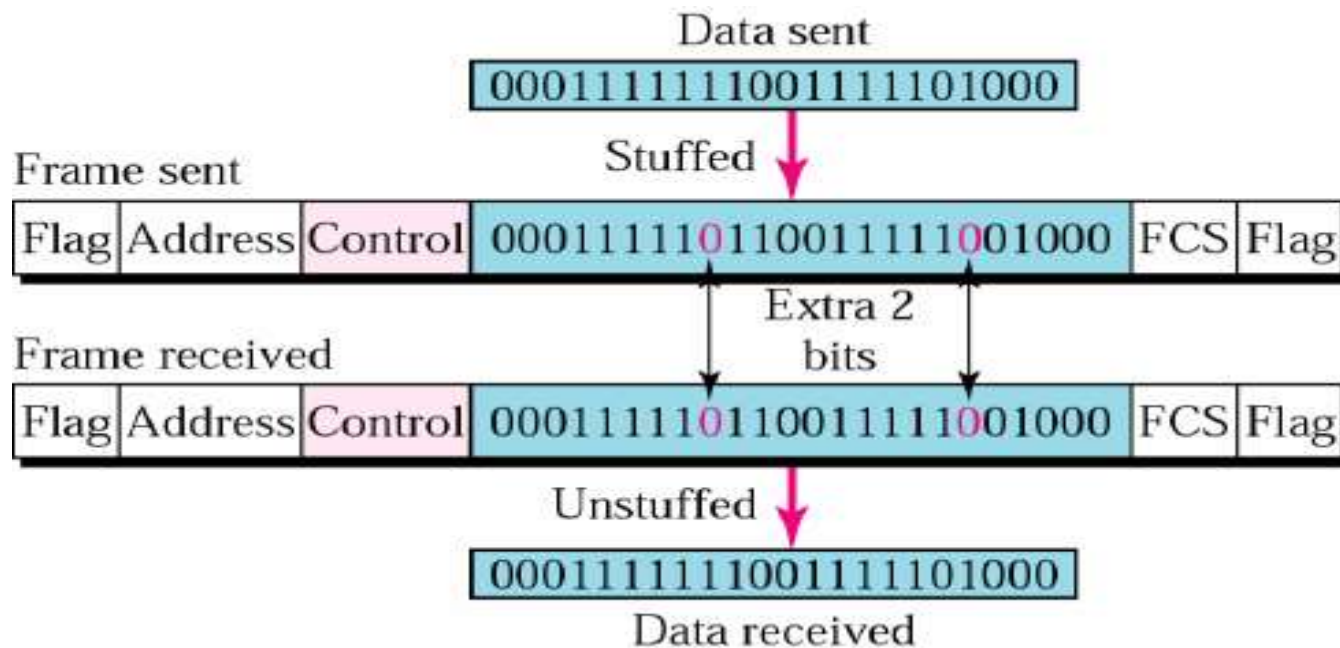 Data sent
0001111111001111101000
Stuffed
Frame sent
Flag Address Control 000111110110011111001000 FCS Flag
Extra 2
bits
Frame received
Flag Address Control 000111110110011111001000 FCS Flag
Unstuffed
0001111111001111101000
Data received